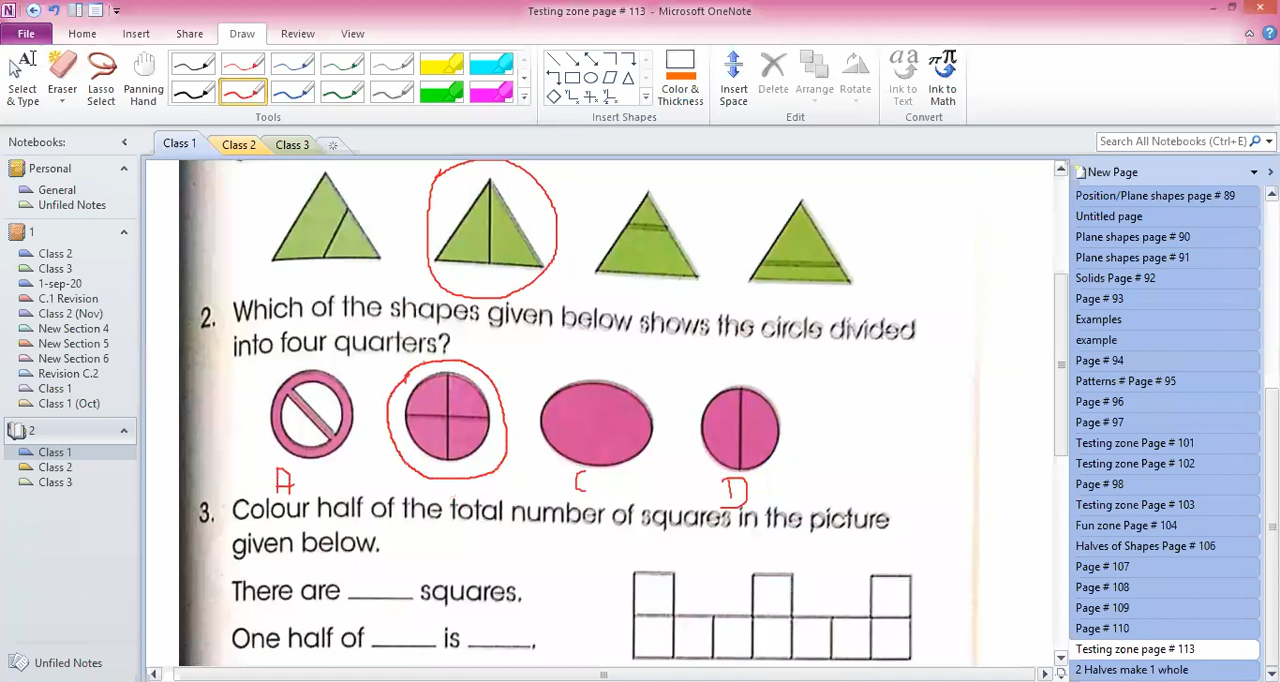 Testing zone page # 113 - Microsoft OneNote
File Home Insert Share Draw Review View
Select & Type
Eraser
Lasso Select
Panning Hand
Color & Thickness
Insert Space
Delete
Arrange
Rotate
Ink to Text
Ink to Math
Tools
Insert Shapes
Edit
Convert
Notebooks:
Class 1 Class 2 Class 3
Search All Notebooks (Ctrl+E)
Personal
General
Unfiled Notes
1
Class 2
Class 3
1-sep-20
C.1 Revision
Class 2 (Nov)
New Section 4
New Section 5
New Section 6
Revision C.2
Class 1
Class 1 (Oct)
2
Class 1
Class 2
Class 3
Unfiled Notes
2. Which of the shapes given below shows the circle divided
into four quarters?
A C D
3. Colour half of the total number of squares in the picture
given below.
There are _____ squares.
One half of _____ is _____.
New Page
Position/Plane shapes page # 89
Untitled page
Plane shapes page # 90
Plane shapes page # 91
Solids Page # 92
Page # 93
Examples
example
Page # 94
Patterns # Page # 95
Page # 96
Page # 97
Testing zone Page # 101
Testing zone Page # 102
Page # 98
Testing zone Page # 103
Fun zone Page # 104
Halves of Shapes Page # 106
Page # 107
Page # 108
Page # 109
Page # 110
Testing zone page # 113
2 Halves make 1 whole